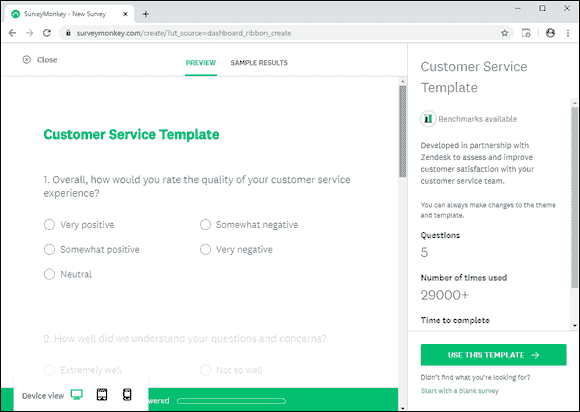 SurveyMonkey - New Survey
surveymonkey.com/create/?ut_source=dashboard_ribbon_create
Close
PREVIEW
SAMPLE RESULTS
Customer Service Template
1. Overall, how would you rate the quality of your customer service
experience?
Very positive
Somewhat negative
Somewhat positive
Very negative
Neutral
2. How well did we understand your questions and concerns?
Extremely well
Not so well
Device view
wered
Customer Service
Template
Benchmarks available
Developed in partnership with
Zendesk to assess and improve
customer satisfaction with your
customer service team.
You can always make changes to the theme
and template.
Questions
5
Number of times used
29000+
Time to complete
USE THIS TEMPLATE →
Didn't find what you're looking for?
Start with a blank survey